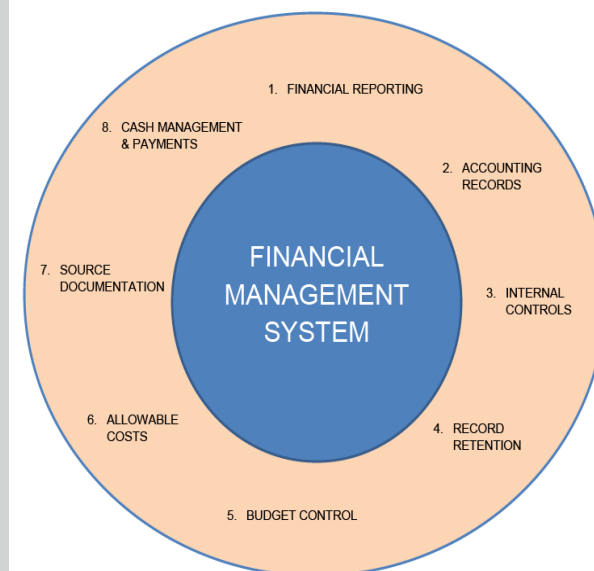 1. FINANCIAL REPORTING
2. ACCOUNTING
RECORDS
3. INTERNAL
CONTROLS
4. RECORD
RETENTION
5. BUDGET CONTROL
6. ALLOWABLE
COSTS
7. SOURCE
DOCUMENTATION
8. CASH MANAGEMENT
& PAYMENTS
FINANCIAL
MANAGEMENT
SYSTEM